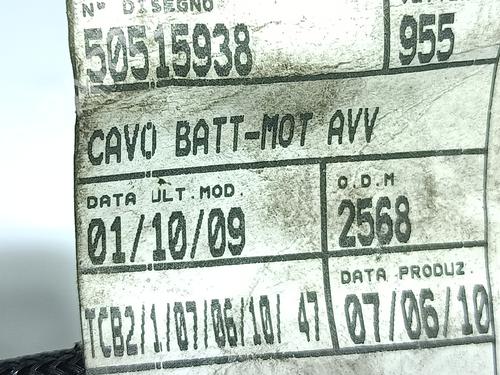 N° DISEGNO
50515938 955
CAVO BATT-MOT AVV
DATA ULT.MOD. O.D.M
01/10/09 2568
DATA PRODUZ.
TCB2/1/07/06/10/ 47 07/06/10